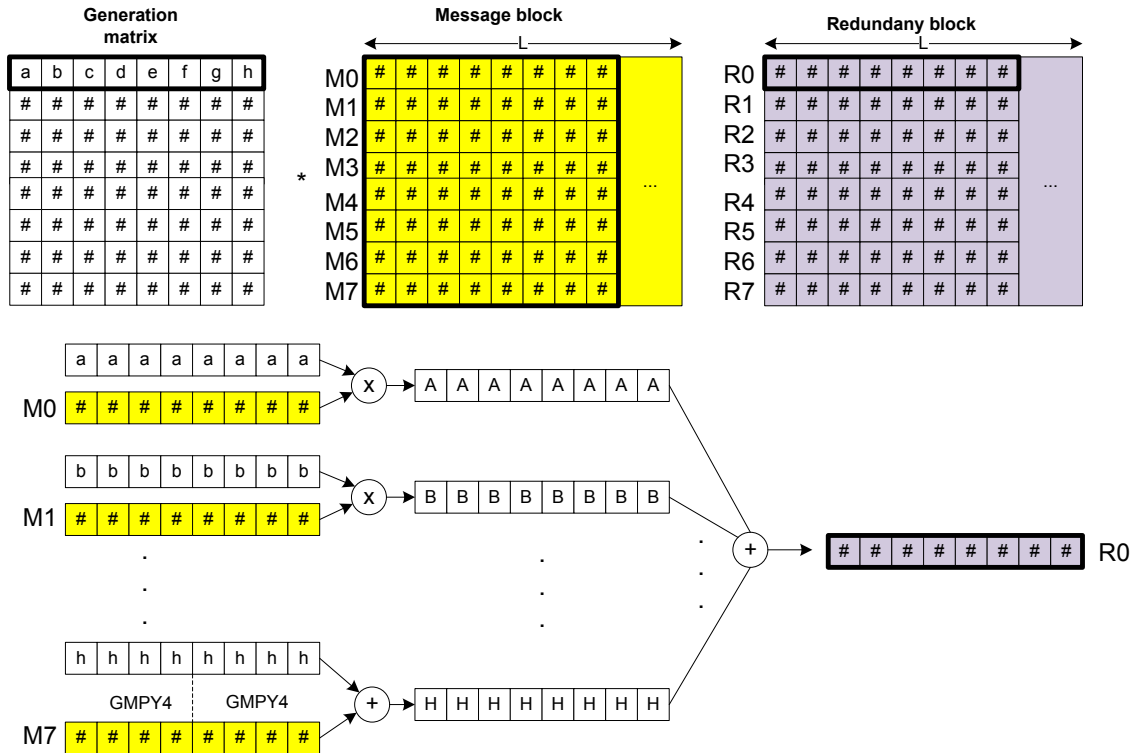 Generation
matrix
Message block
Redundany block
L
L
a b c d e f g h
M0 # # # # # # # #
R0 # # # # # # # #
# # # # # # # #
M1 # # # # # # # #
R1 # # # # # # # #
# # # # # # # #
M2 # # # # # # # #
R2 # # # # # # # #
# # # # # # # #
*
M3 # # # # # # # #
...
R3 # # # # # # # #
...
# # # # # # # #
M4 # # # # # # # #
R4 # # # # # # # #
# # # # # # # #
M5 # # # # # # # #
R5 # # # # # # # #
# # # # # # # #
M6 # # # # # # # #
R6 # # # # # # # #
# # # # # # # #
M7 # # # # # # # #
R7 # # # # # # # #
a a a a a a a a
x
A A A A A A A A
M0 # # # # # # # #
b b b b b b b b
x
B B B B B B B B
M1 # # # # # # # #
+
# # # # # # # # R0
. . .
. . .
. . .
h h h h h h h h
GMPY4 GMPY4
+
H H H H H H H H
M7 # # # # # # # #